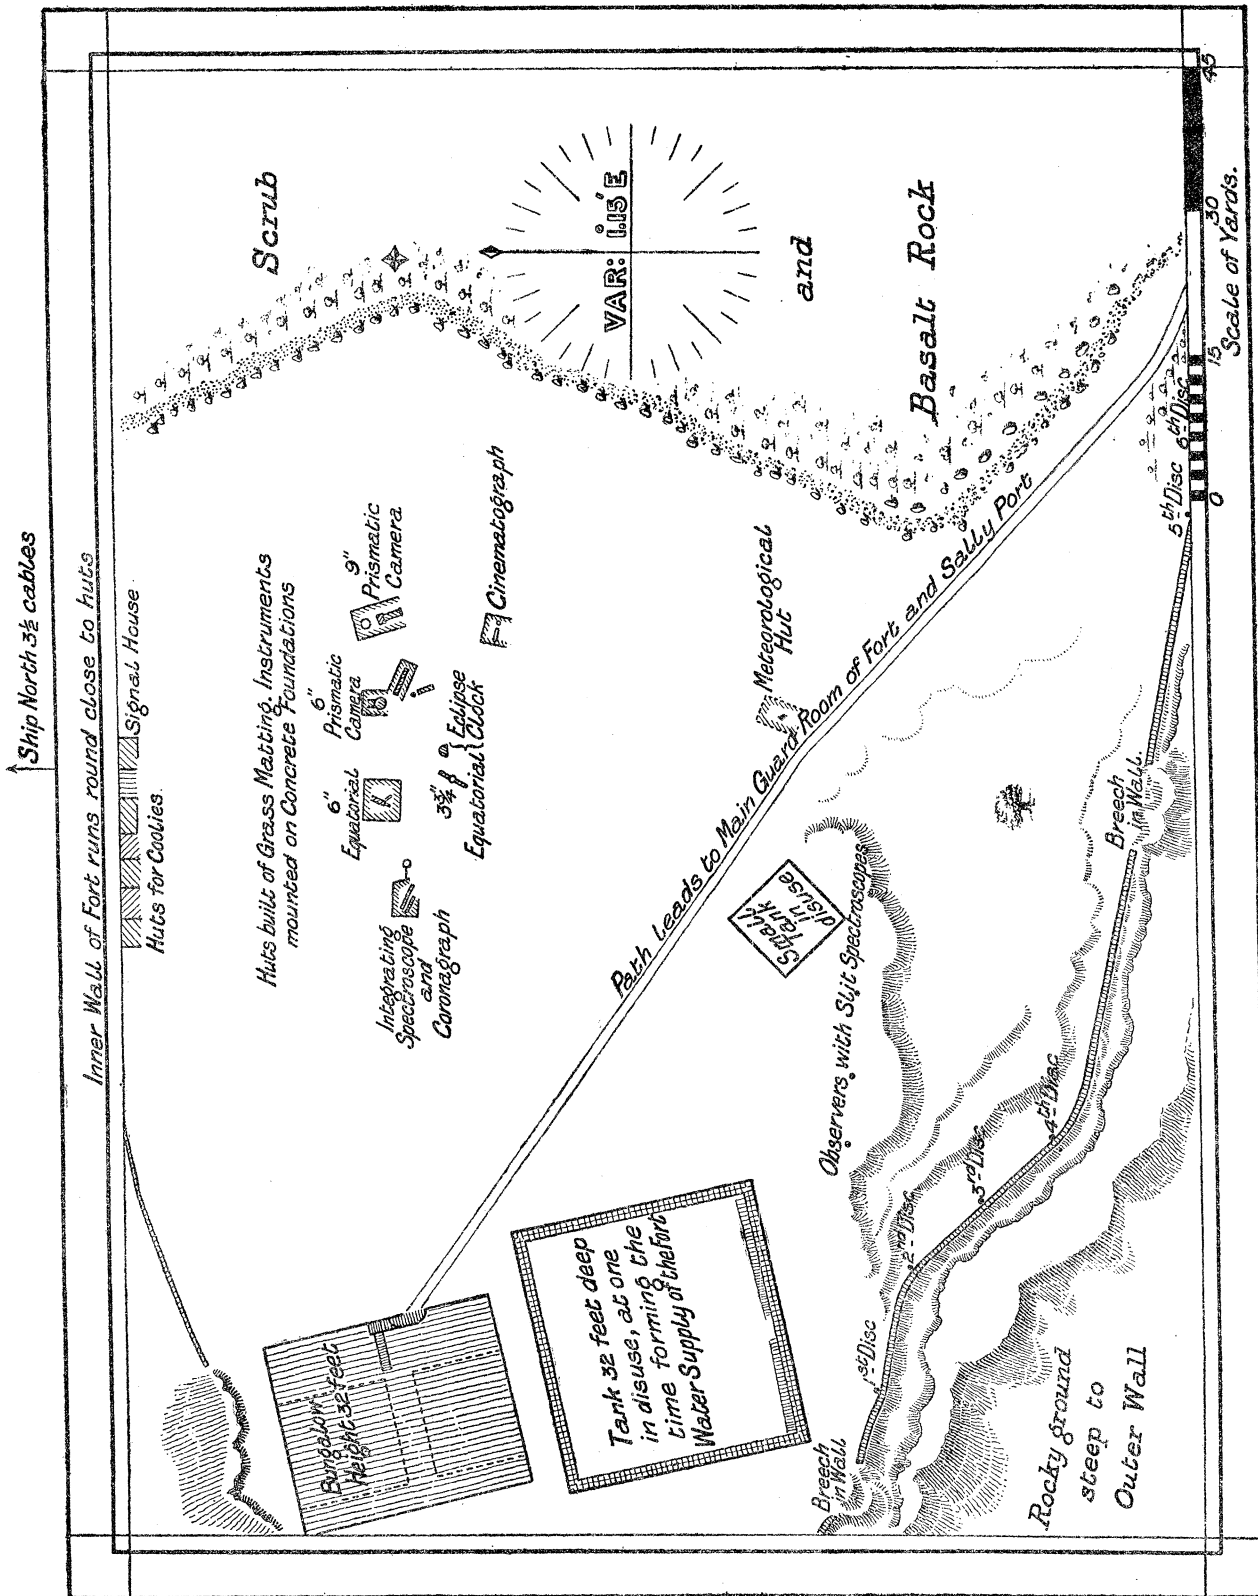 Ship North 3½ cables
Inner Wall of Fort runs round close to huts
Huts for Coolies.
Signal House
Scrub
Huts built of Grass Matting. Instruments
mounted on Concrete Foundations
6"
Equatorial
6"
Prismatic
Camera
9"
Prismatic
Camera
Integrating
Spectroscope
and
Coronagraph
3¾"
Equatorial
Eclipse
Clock
Cinematograph
VAR: 1.15' E
and
Basalt Rock
Bungalow
Height 32 feet
Path Leads to Main Guard Room of Fort and Sally Port
Meteorological
Hut
Tank 32 feet deep
in disuse, at one
time forming the
Water Supply of the Fort
Small
Tank
in
disuse
Observers with Slit Spectroscopes
Breech
in Wall
1st Disc
2nd Disc
3rd Disc
4th Disc
Breech
in Wall.
5th Disc
6th Disc
Rocky ground
steep to
Outer Wall
0 15 30 45
Scale of Yards.